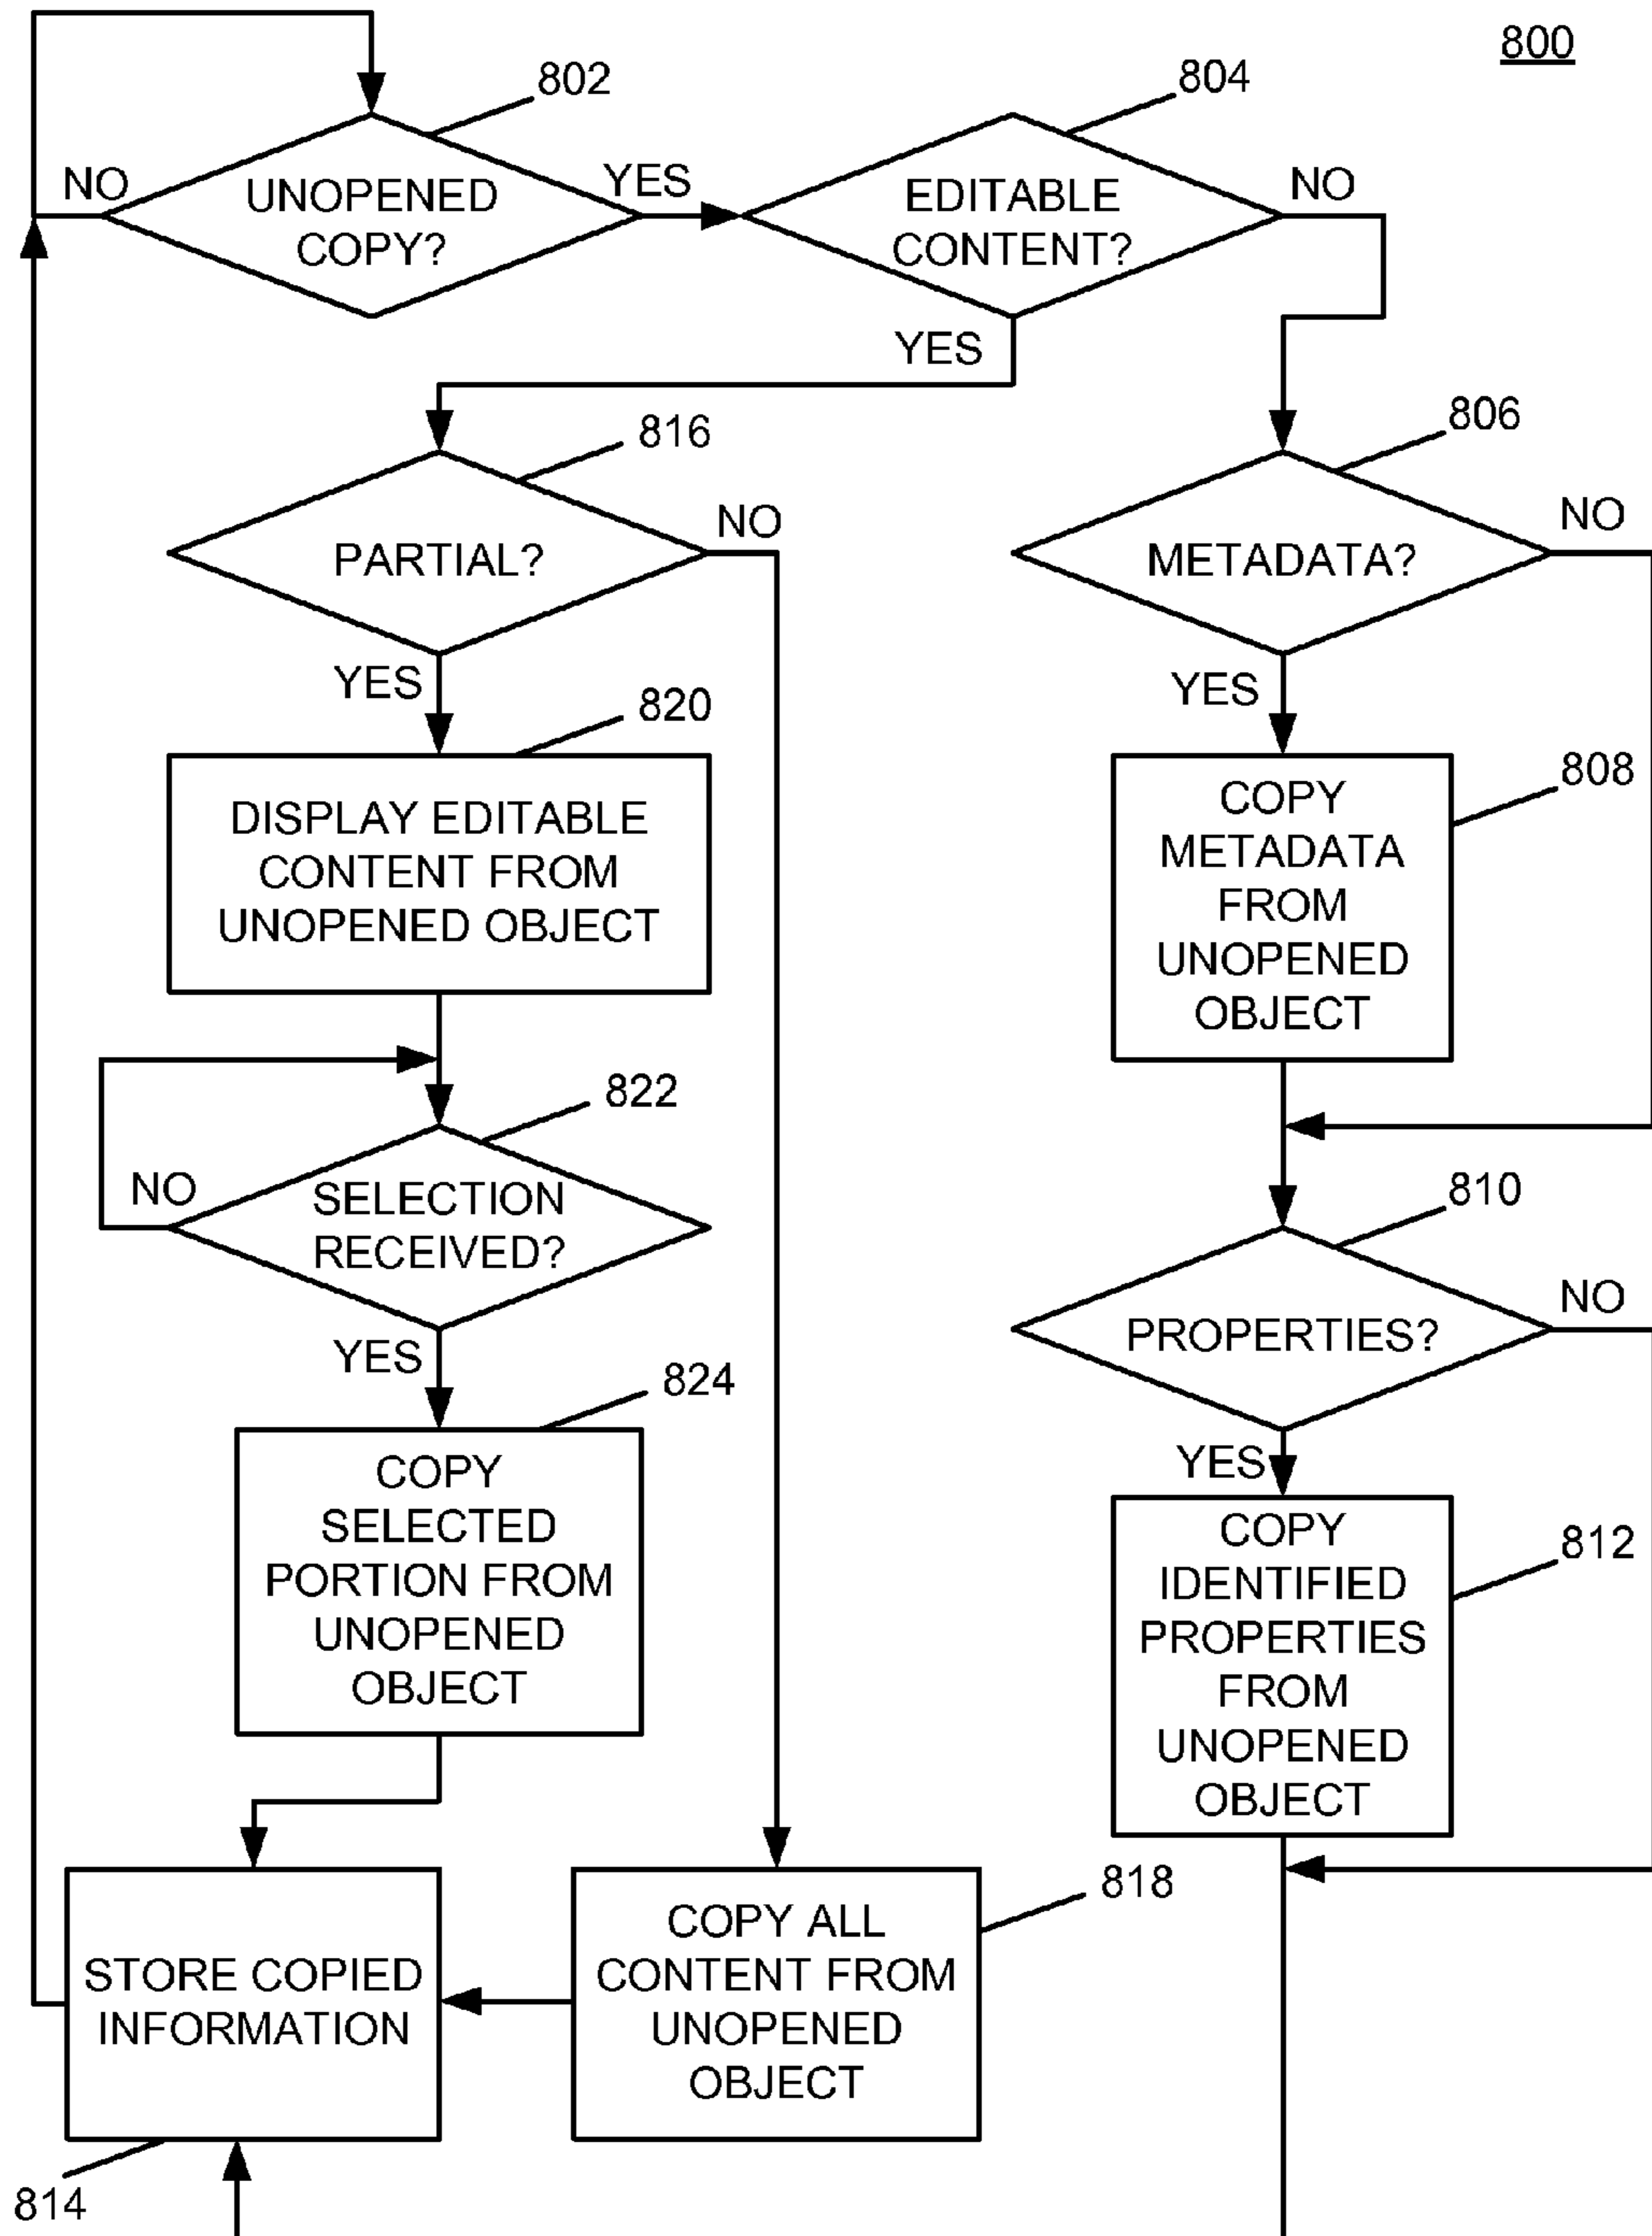 800
802
804
NO
UNOPENED
COPY?
YES
EDITABLE
CONTENT?
NO
YES
816
806
PARTIAL?
NO
METADATA?
NO
YES
YES
820
808
DISPLAY EDITABLE
CONTENT FROM
UNOPENED OBJECT
COPY
METADATA
FROM
UNOPENED
OBJECT
822
NO
SELECTION
RECEIVED?
810
PROPERTIES?
NO
YES
YES
824
812
COPY
SELECTED
PORTION FROM
UNOPENED
OBJECT
COPY
IDENTIFIED
PROPERTIES
FROM
UNOPENED
OBJECT
818
STORE COPIED
INFORMATION
COPY ALL
CONTENT FROM
UNOPENED
OBJECT
814